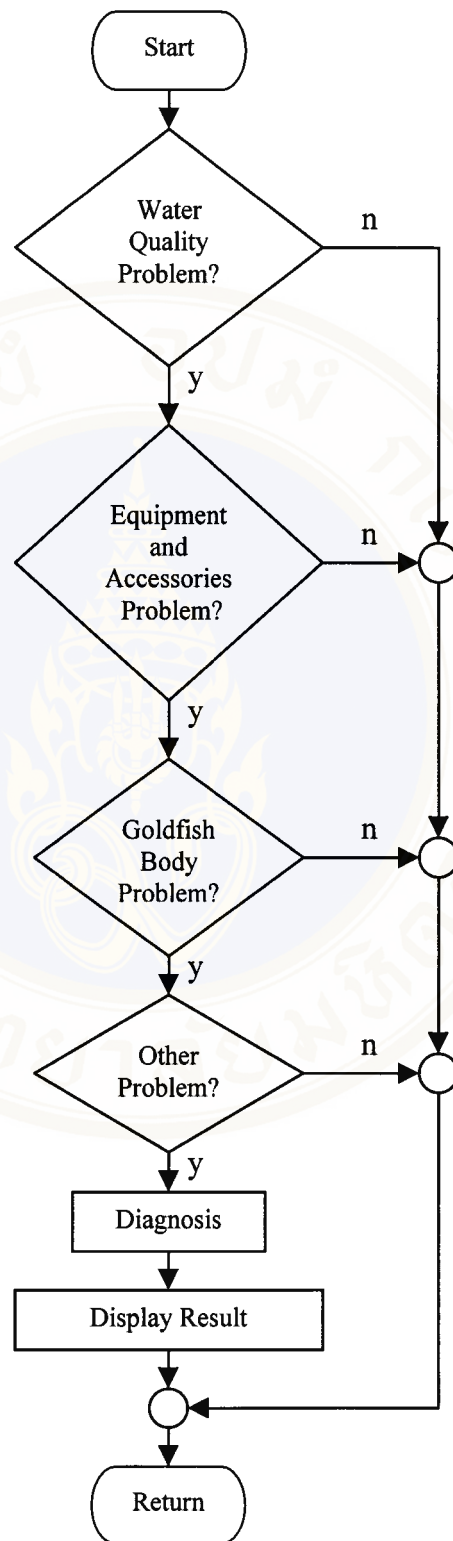 Start
Water
Quality
Problem?
n
y
Equipment
and
Accessories
Problem?
n
y
Goldfish
Body
Problem?
n
y
Other
Problem?
n
y
Diagnosis
Display Result
Return